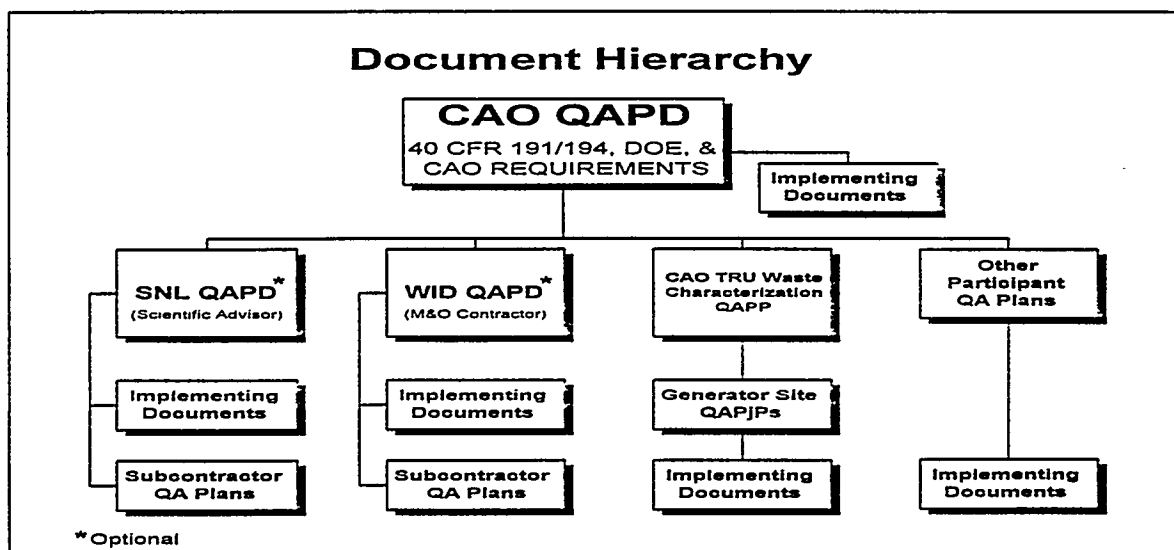 Document Hierarchy
CAO QAPD
40 CFR 191/194, DOE, &
CAO REQUIREMENTS
Implementing
Documents
SNL QAPD*
(Scientific Advisor)
WID QAPD*
(M&O Contractor)
CAO TRU Waste
Characterization
QAPP
Other
Participant
QA Plans
Implementing
Documents
Implementing
Documents
Generator Site
QAPjPs
Subcontractor
QA Plans
Subcontractor
QA Plans
Implementing
Documents
Implementing
Documents
*Optional